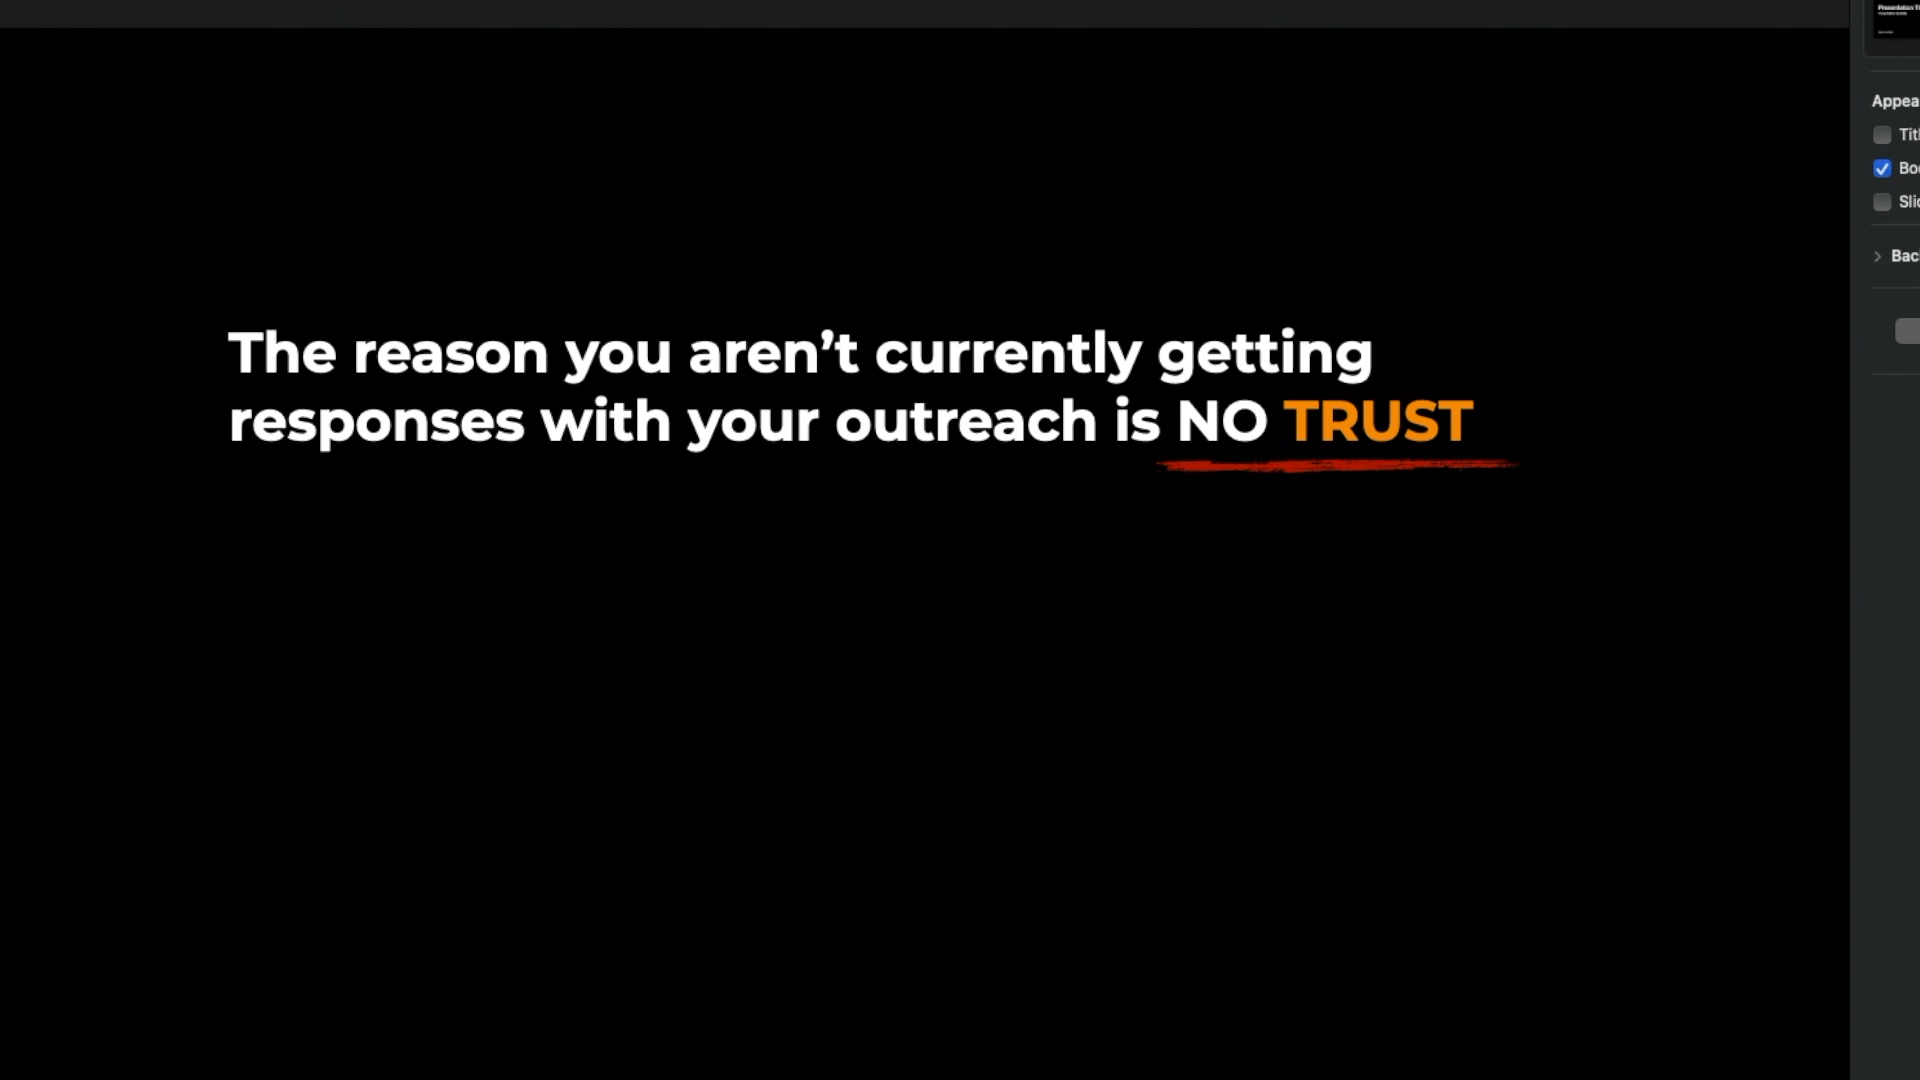 The reason you aren’t currently getting
responses with your outreach is NO TRUST